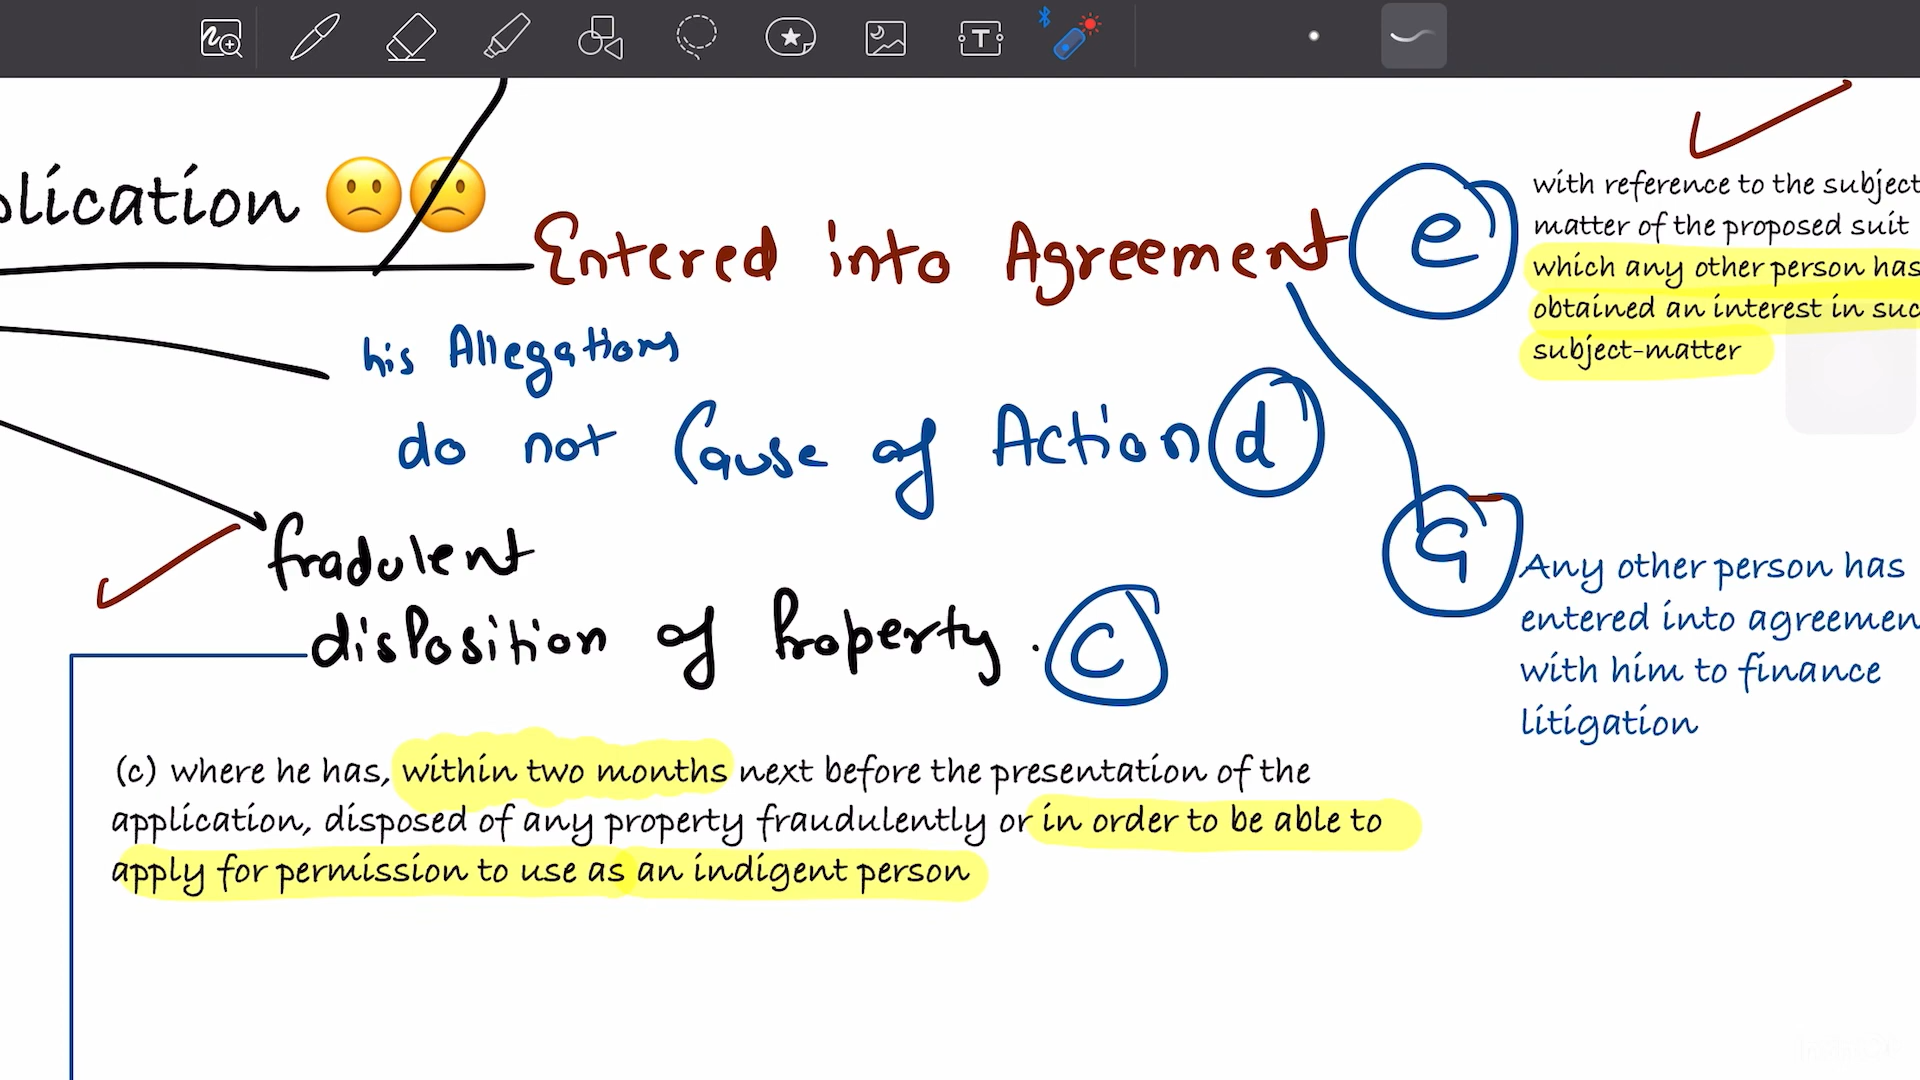 plication 🙁🙁
Entered into Agreement e
with reference to the subject
matter of the proposed suit
which any other person has
obtained an interest in suc
subject-matter
his Allegations
do not Cause of Action d
fradulent
disposition of Property . C
G
Any other person has
entered into agreemen
with him to finance
litigation
(c) where he has, within two months next before the presentation of the
application, disposed of any property fraudulently or in order to be able to
apply for permission to use as an indigent person